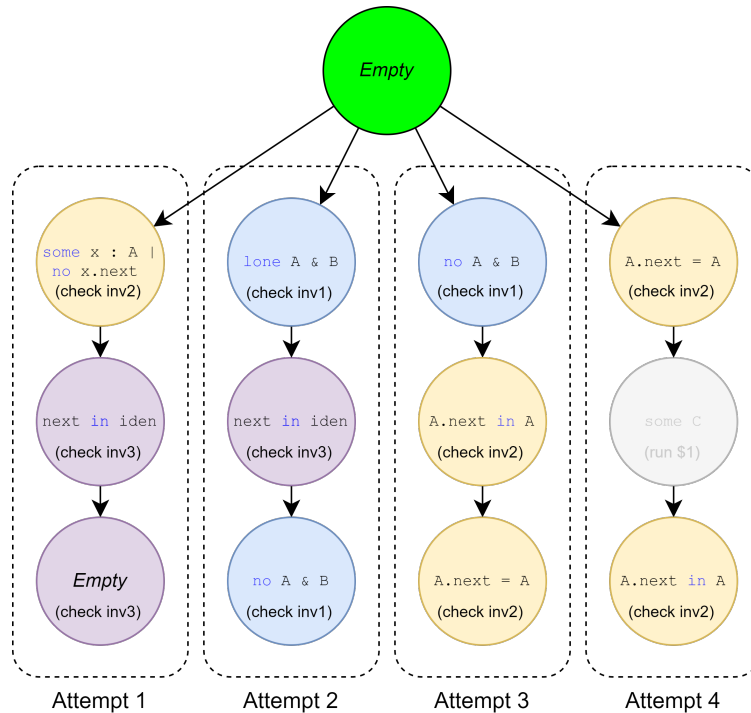 Empty
some x : A |
no x.next
(check inv2)
lone A & B
(check inv1)
no A & B
(check inv1)
A.next = A
(check inv2)
next in iden
(check inv3)
next in iden
(check inv3)
A.next in A
(check inv2)
some C
(run $1)
Empty
(check inv3)
no A & B
(check inv1)
A.next = A
(check inv2)
A.next in A
(check inv2)
Attempt 1
Attempt 2
Attempt 3
Attempt 4